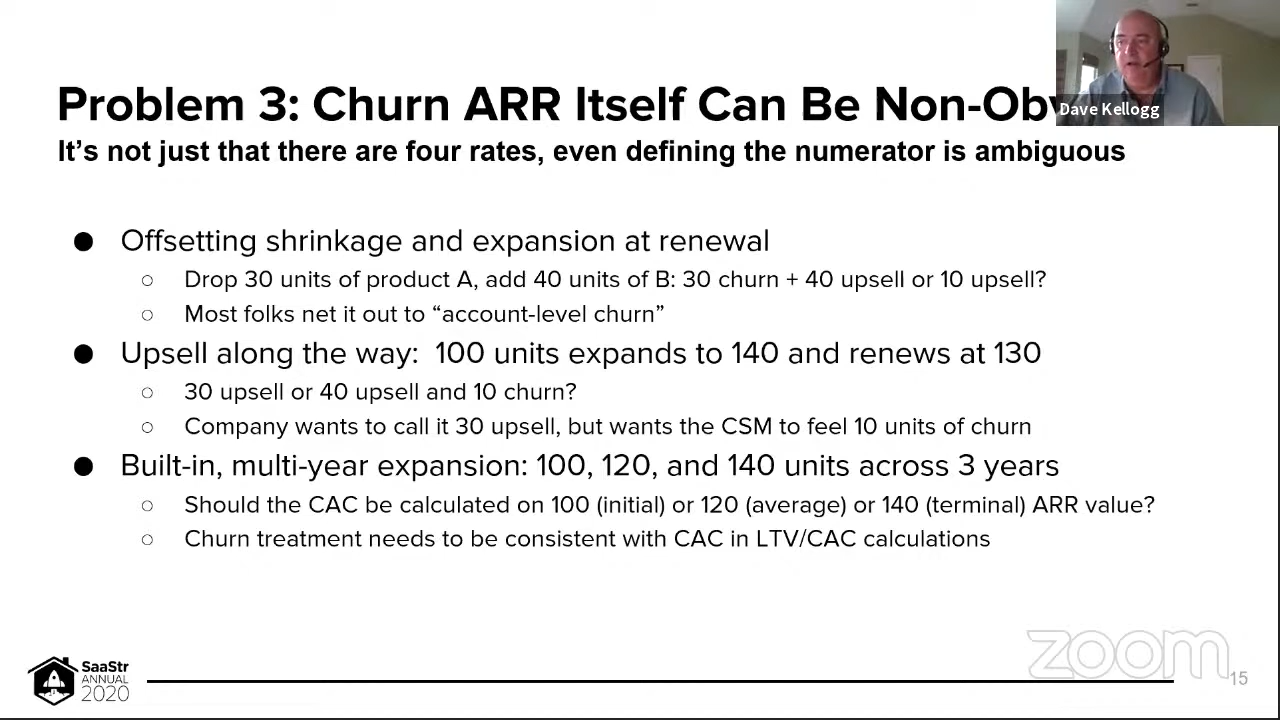 Problem 3: Churn ARR Itself Can Be Non-Ob
Dave Kellogg
It's not just that there are four rates, even defining the numerator is ambiguous
● Offsetting shrinkage and expansion at renewal
○ Drop 30 units of product A, add 40 units of B: 30 churn + 40 upsell or 10 upsell?
○ Most folks net it out to “account-level churn”
● Upsell along the way: 100 units expands to 140 and renews at 130
○ 30 upsell or 40 upsell and 10 churn?
○ Company wants to call it 30 upsell, but wants the CSM to feel 10 units of churn
● Built-in, multi-year expansion: 100, 120, and 140 units across 3 years
○ Should the CAC be calculated on 100 (initial) or 120 (average) or 140 (terminal) ARR value?
○ Churn treatment needs to be consistent with CAC in LTV/CAC calculations
SaaStr
ANNUAL
2020
zoom
15